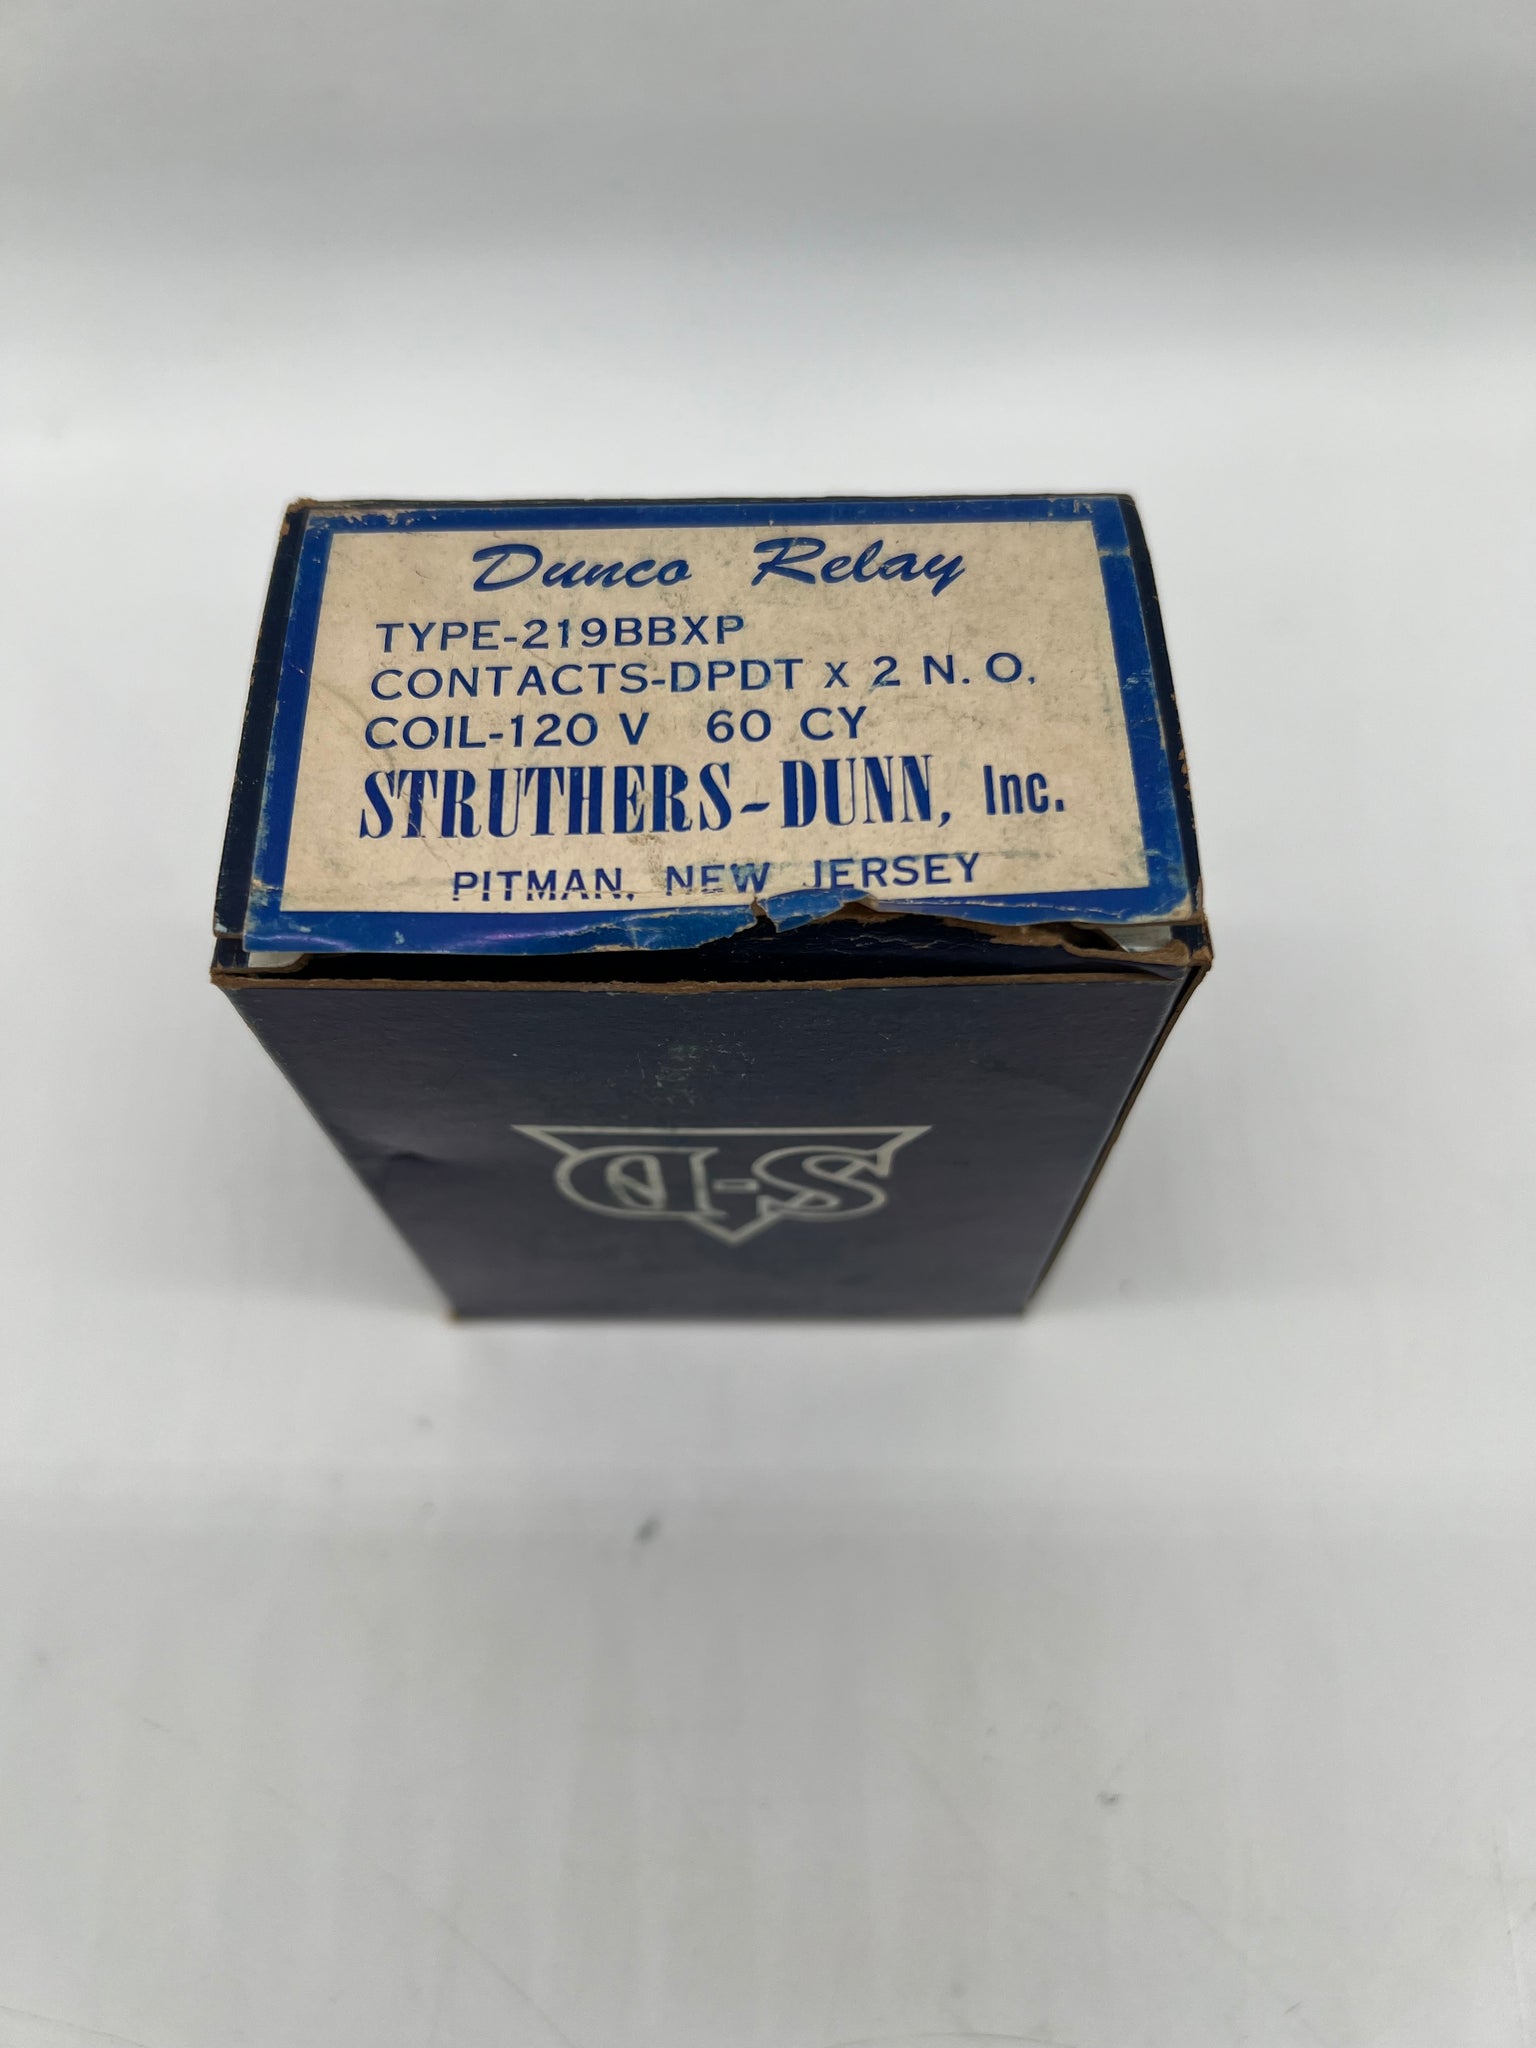 Dunco Relay
TYPE-219BBXP
CONTACTS-DPDT x 2 N. O.
COIL-120 V 60 CY
STRUTHERS-DUNN, Inc.
PITMAN, NEW JERSEY
S-D